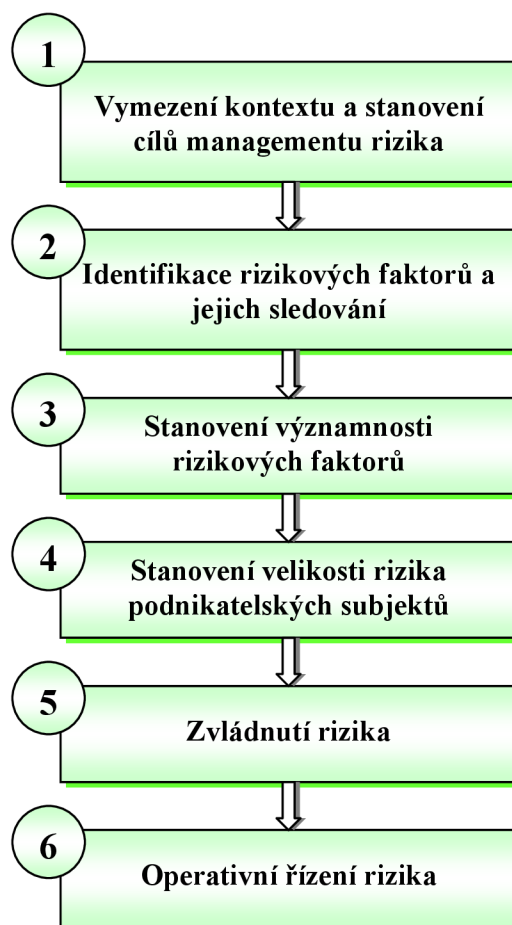 1
Vymezení kontextu a stanovení
cílů managementu rizika
2
Identifikace rizikových faktorů a
jejich sledování
3
Stanovení významnosti
rizikových faktorů
4
Stanovení velikosti rizika
podnikatelských subjektů
5
Zvládnutí rizika
6
Operativní řízení rizika